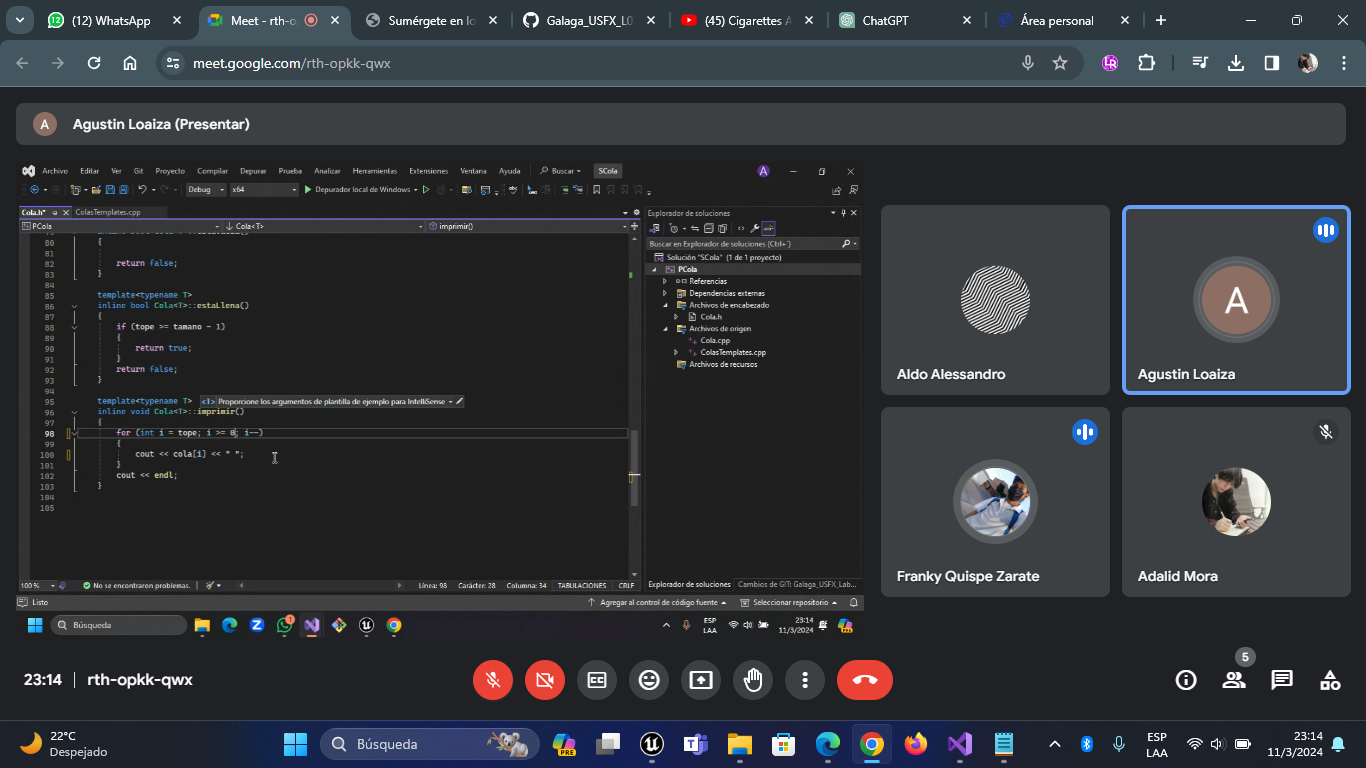 (12) WhatsApp
Meet - rth-o
Sumérgete en lo
Galaga_USFX_L0
(45) Cigarettes A
ChatGPT
Área personal
meet.google.com/rth-opkk-qwx
A
Agustin Loaiza (Presentar)
Archivo Editar Ver Git Proyecto Compilar Depurar Prueba Analizar Herramientas Extensiones Ventana Ayuda Buscar SCola
A
Debug x64 Depurador local de Windows
Cola.h* ColasTemplates.cpp
PCola Cola<T> imprimir()
80 {
81
82 return false;
83 }
84
85 template<typename T>
86 inline bool Cola<T>::estaLlena()
87 {
88 if (tope >= tamano - 1)
89 {
90 return true;
91 }
92 return false;
93 }
94
95 template<typename T> <T> Proporcione los argumentos de plantilla de ejemplo para IntelliSense
96 inline void Cola<T>::imprimir()
97 {
98 for (int i = tope; i >= 0; i--)
99 {
100 cout << cola[i] << " ";
101 }
102 cout << endl;
103 }
104
105
100 % No se encontraron problemas. Línea: 98 Carácter: 28 Columna: 34 TABULACIONES CRLF
Explorador de soluciones
Buscar en Explorador de soluciones (Ctrl+¨)
Solución "SCola" (1 de 1 proyecto)
PCola
Referencias
Dependencias externas
Archivos de encabezado
Cola.h
Archivos de origen
Cola.cpp
ColasTemplates.cpp
Archivos de recursos
Explorador de soluciones Cambios de GIT: Galaga_USFX_Lab...
Listo Agregar al control de código fuente Seleccionar repositorio
Búsqueda
ESP
LAA
23:14
11/3/2024
Aldo Alessandro
A
Agustin Loaiza
Franky Quispe Zarate
Adalid Mora
23:14 | rth-opkk-qwx
5
22°C
Despejado
Búsqueda
PRE
ESP
LAA
23:14
11/3/2024